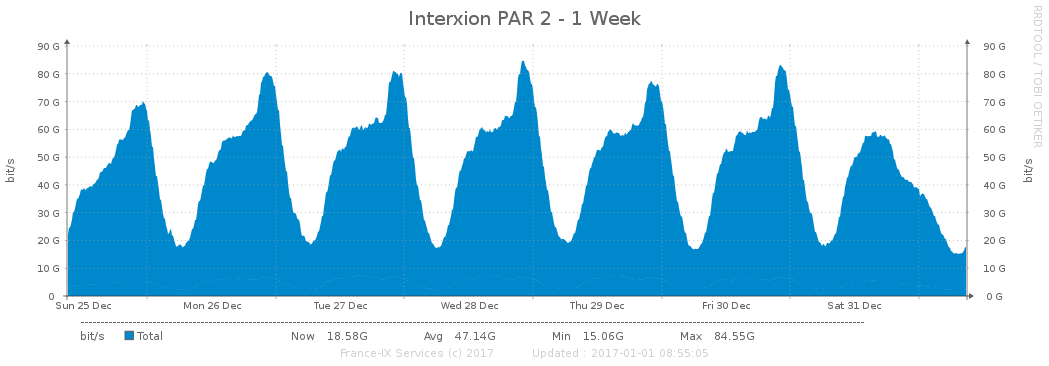 Interxion PAR 2 - 1 Week
RRDTOOL / TOBI OETIKER
90 G 90 G
80 G 80 G
70 G 70 G
60 G 60 G
50 G 50 G
40 G 40 G
30 G 30 G
20 G 20 G
10 G 10 G
0 0 G
bit/s bit/s
Sun 25 Dec Mon 26 Dec Tue 27 Dec Wed 28 Dec Thu 29 Dec Fri 30 Dec Sat 31 Dec
bit/s Total Now 18.58G Avg 47.14G Min 15.06G Max 84.55G
France-IX Services (c) 2017 Updated : 2017-01-01 08:55:05